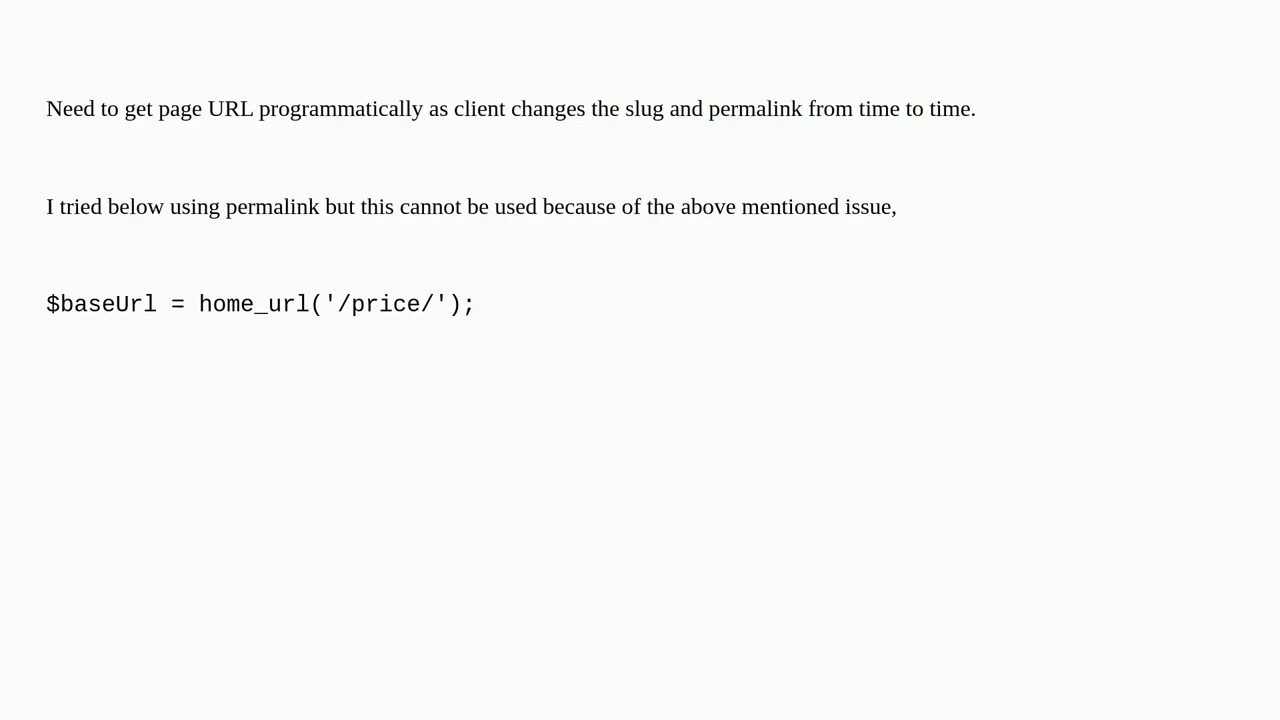 Need to get page URL programmatically as client changes the slug and permalink from time to time.
I tried below using permalink but this cannot be used because of the above mentioned issue,
$baseUrl = home_url('/price/');